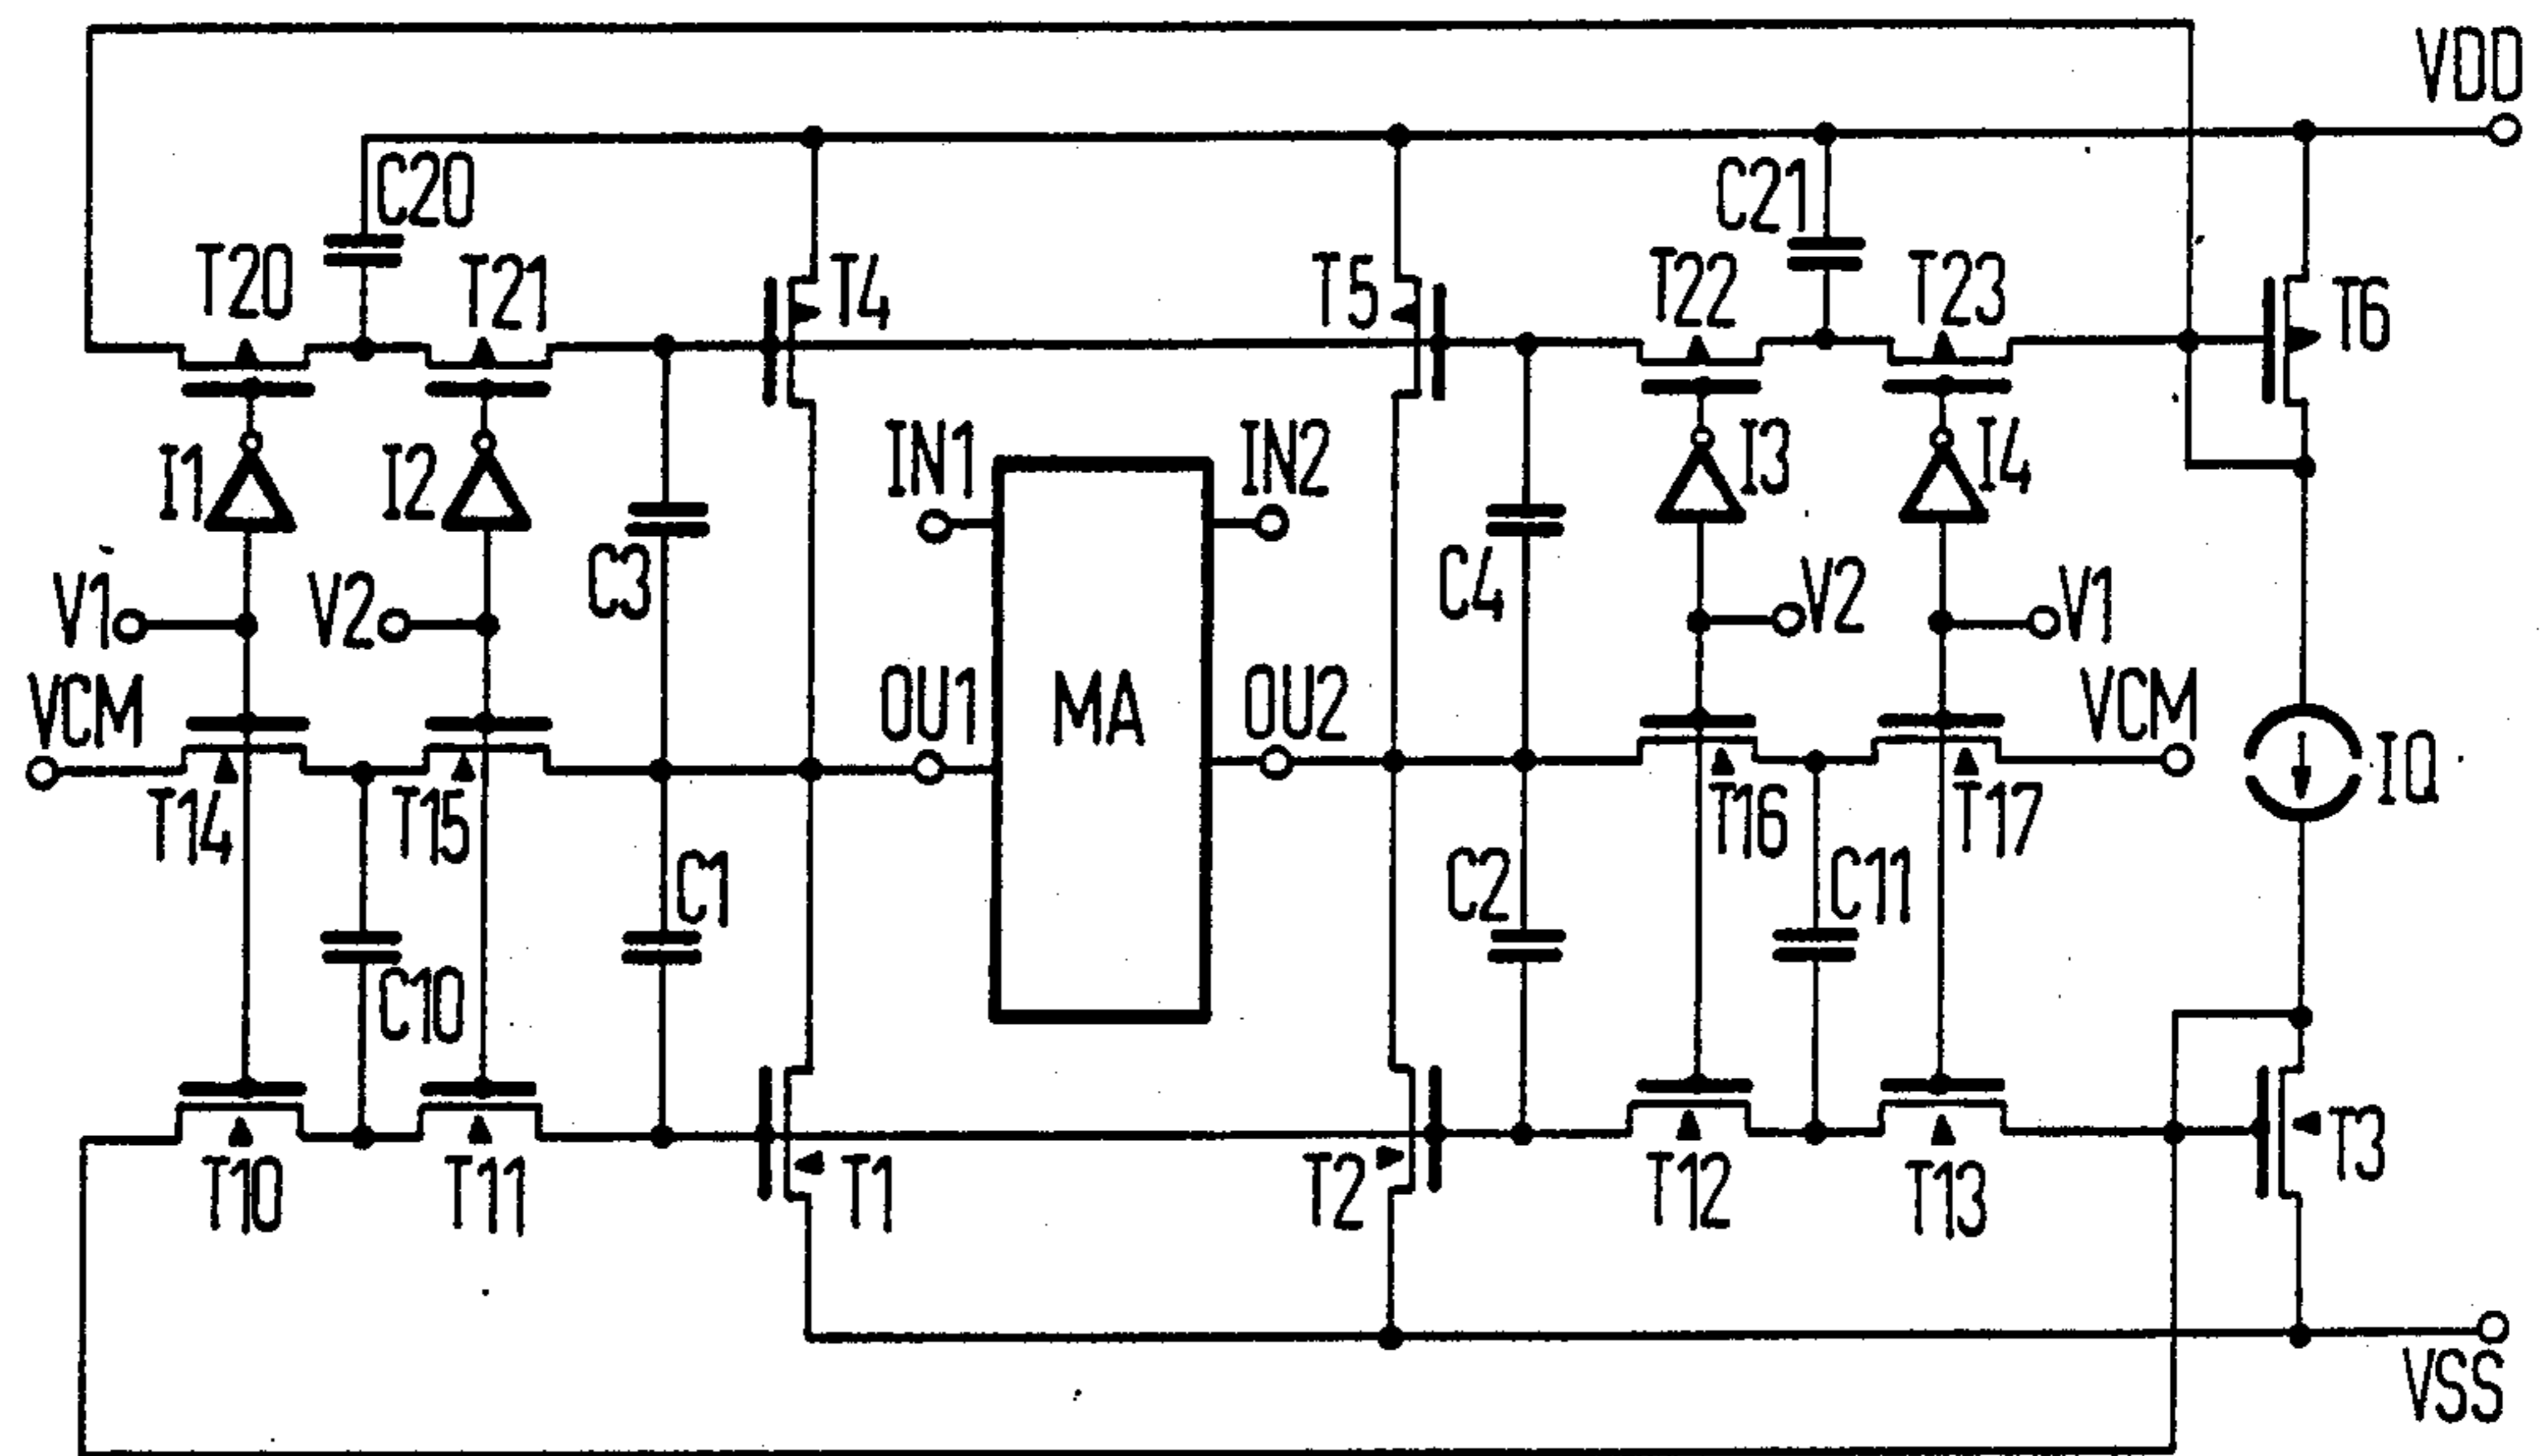 VDD
C20
C21
T20
T21
T4
T5
T22
T23
T6
IN1
IN2
I1
I2
I3
I4
C3
C4
V1
V2
V2
V1
VCM
OU1
MA
OU2
VCM
IQ
T14
T15
T16
T17
C1
C2
C11
C10
T10
T11
T1
T2
T12
T13
T3
VSS